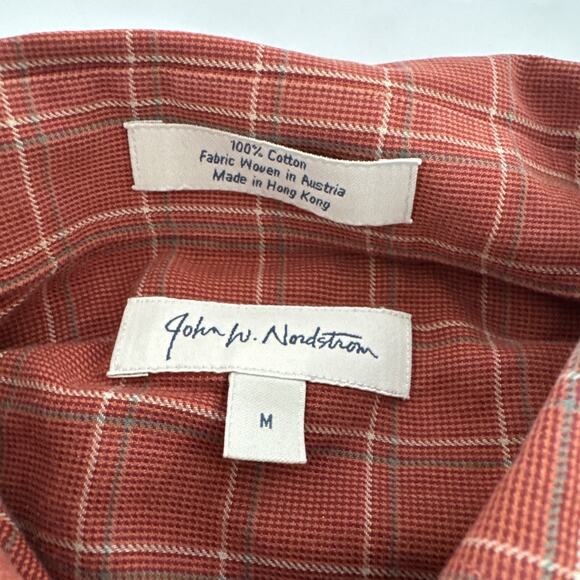 100% Cotton
Fabric Woven in Austria
Made in Hong Kong
John W. Nordstrom
M